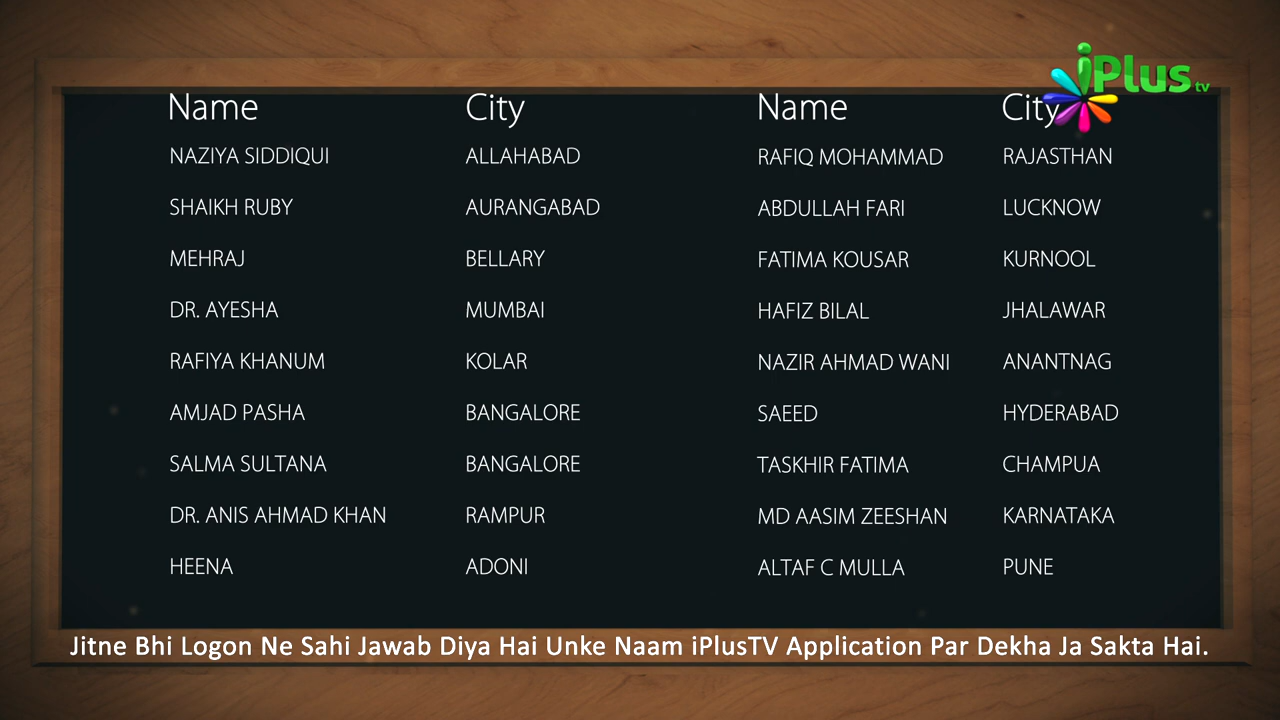 iPlus tv
Name City Name City
NAZIYA SIDDIQUI ALLAHABAD RAFIQ MOHAMMAD RAJASTHAN
SHAIKH RUBY AURANGABAD ABDULLAH FARI LUCKNOW
MEHRAJ BELLARY FATIMA KOUSAR KURNOOL
DR. AYESHA MUMBAI HAFIZ BILAL JHALAWAR
RAFIYA KHANUM KOLAR NAZIR AHMAD WANI ANANTNAG
AMJAD PASHA BANGALORE SAEED HYDERABAD
SALMA SULTANA BANGALORE TASKHIR FATIMA CHAMPUA
DR. ANIS AHMAD KHAN RAMPUR MD AASIM ZEESHAN KARNATAKA
HEENA ADONI ALTAF C MULLA PUNE
Jitne Bhi Logon Ne Sahi Jawab Diya Hai Unke Naam iPlusTV Application Par Dekha Ja Sakta Hai.